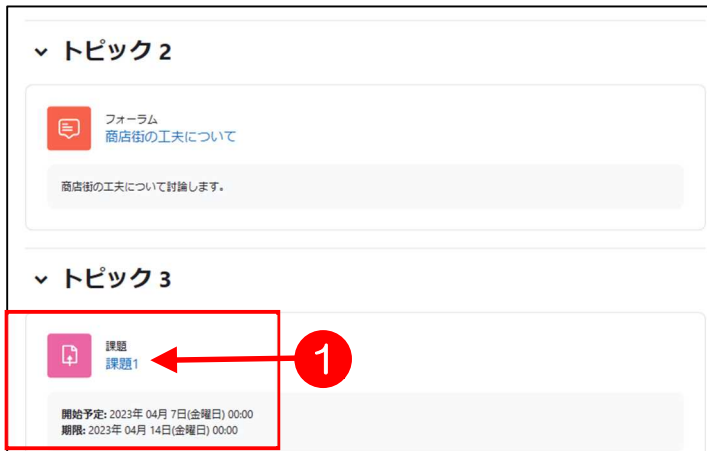 トピック 2
フォーラム
商店街の工夫について
商店街の工夫について討論します。
トピック 3
課題
課題1
1
開始予定: 2023年 04月 7日(金曜日) 00:00
期限: 2023年 04月 14日(金曜日) 00:00